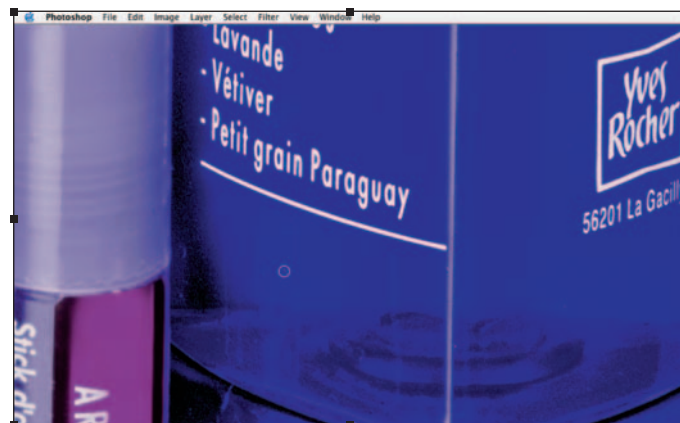 Photoshop File Edit Image Layer Select Filter View Window Help
- Lavande
- Vétiver
- Petit grain Paraguay
Yves
Rocher
56201 La Gacilly
Stick d'
AR